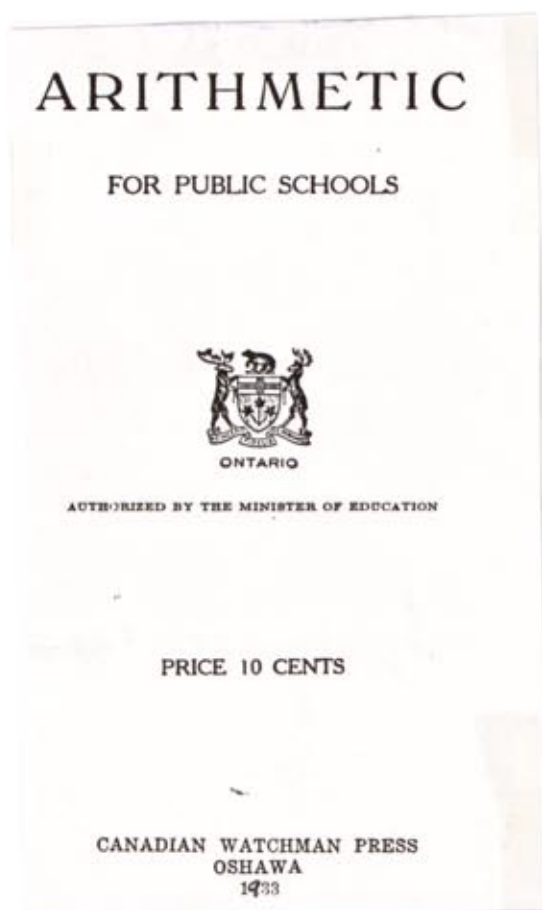 ARITHMETIC
FOR PUBLIC SCHOOLS
ONTARIO
AUTHORIZED BY THE MINISTER OF EDUCATION
PRICE 10 CENTS
CANADIAN WATCHMAN PRESS
OSHAWA
1933